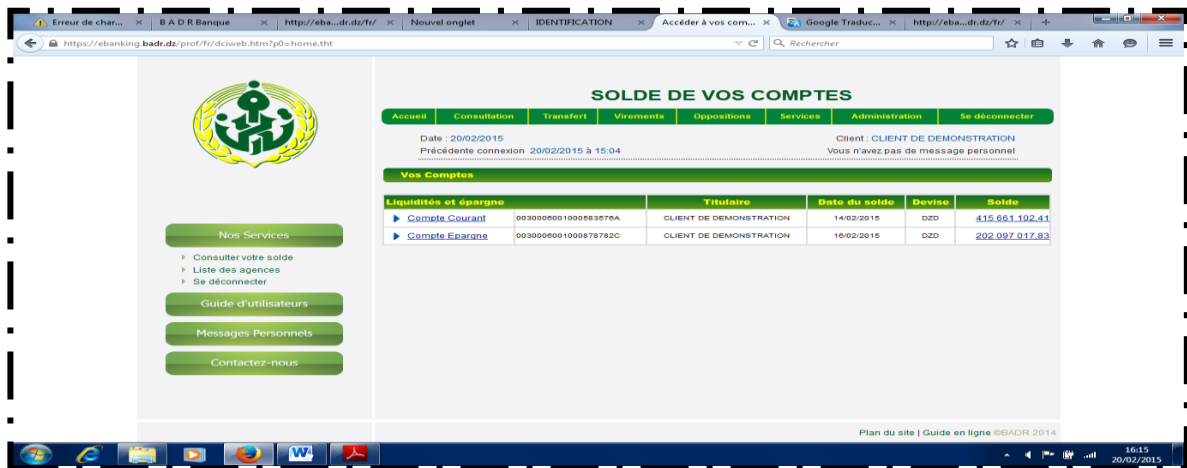 Erreur de char... × B A D R Banque × http://eba...dr.dz/fr/ × Nouvel onglet × IDENTIFICATION × Accéder à vos com... × Google Traduc... × http://eba...dr.dz/fr/ × +
https://ebanking.badr.dz/prof/fr/dciweb.htm?p0=home.tht Rechercher
SOLDE DE VOS COMPTES
Accueil Consultation Transfert Virements Oppositions Services Administration Se déconnecter
Date : 20/02/2015 Client : CLIENT DE DEMONSTRATION
Précédente connexion 20/02/2015 à 15:04 Vous n'avez pas de message personnel
Vos Comptes
Liquidités et épargne Titulaire Date du solde Devise Solde
Compte Courant 0030006001000583576A CLIENT DE DEMONSTRATION 14/02/2015 DZD 415 661 102,41
Compte Epargne 003000600100087878 2C CLIENT DE DEMONSTRATION 16/02/2015 DZD 202 097 017,83
Nos Services
Consulter votre solde
Liste des agences
Se déconnecter
Guide d'utilisateurs
Messages Personnels
Contactez-nous
Plan du site | Guide en ligne ©BADR 2014
16:15
20/02/2015